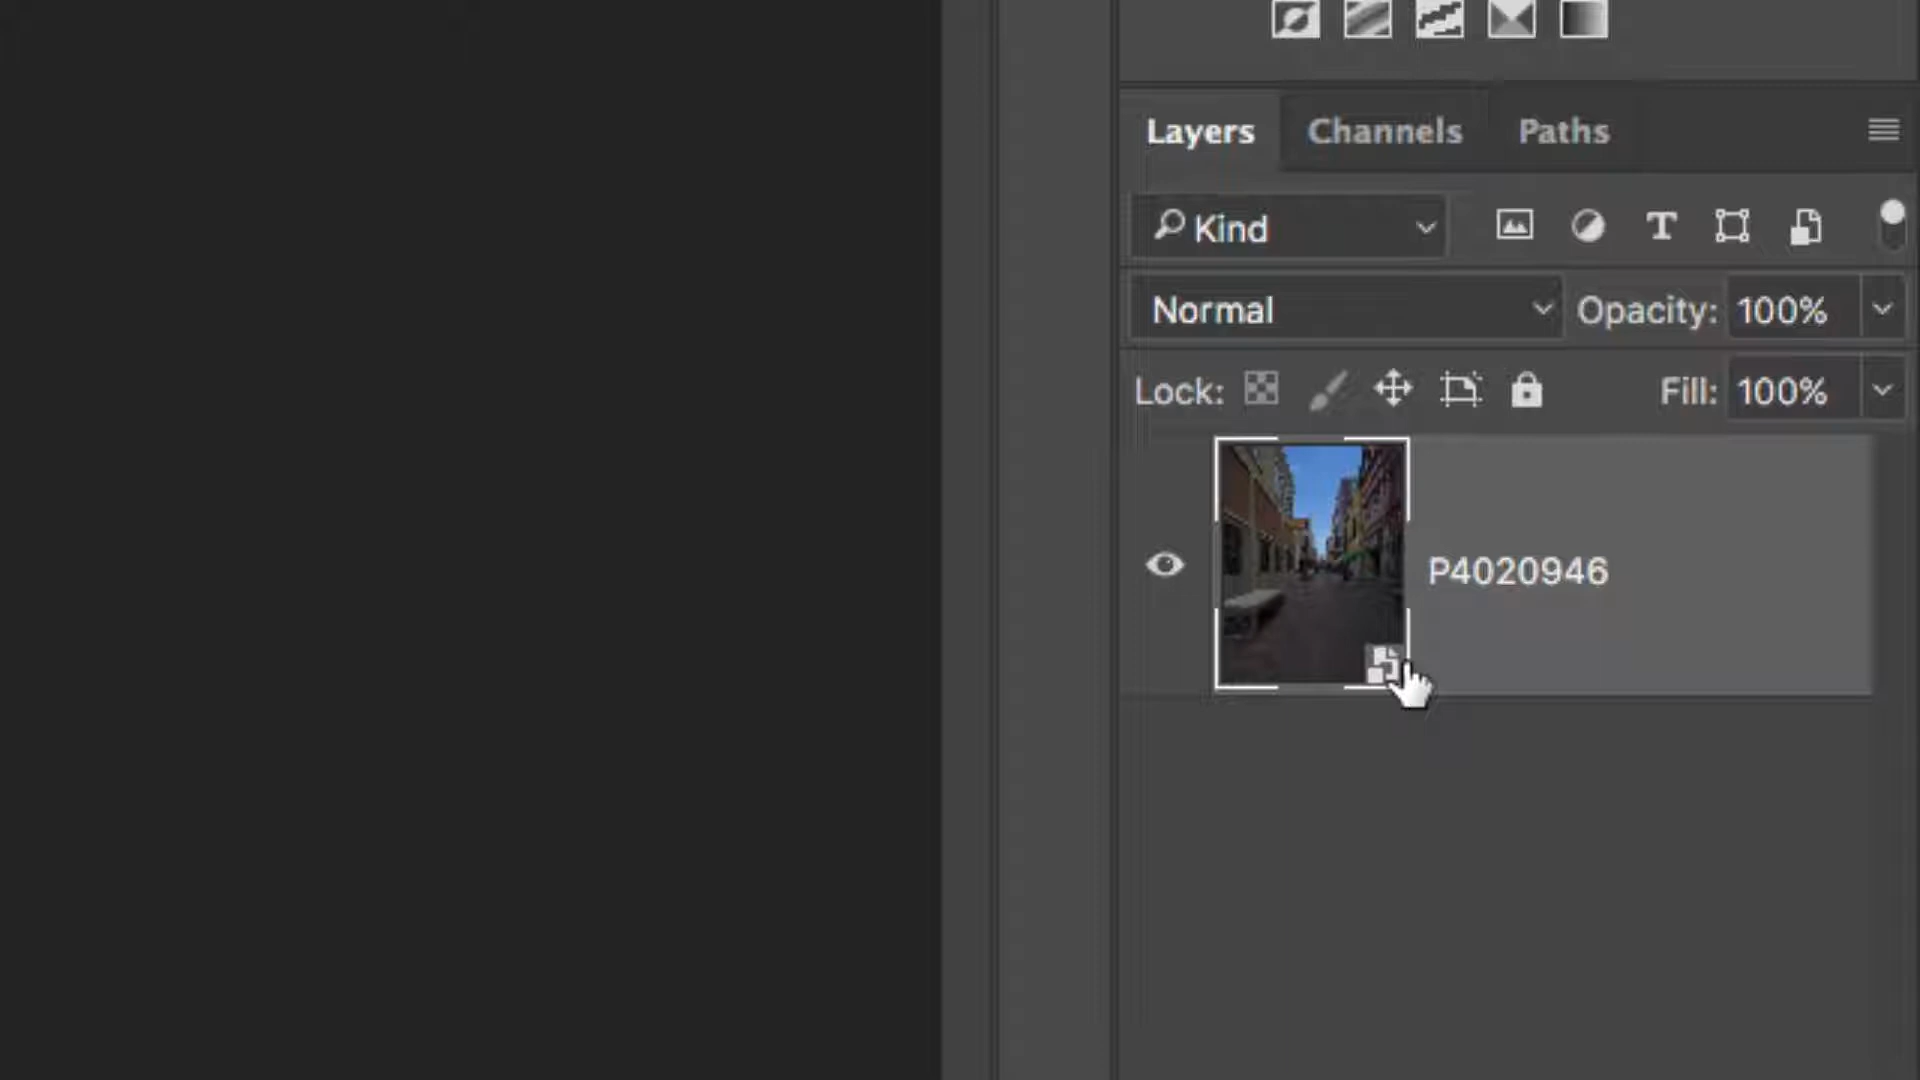 Layers Channels Paths
Kind
Normal Opacity: 100%
Lock: Fill: 100%
P4020946